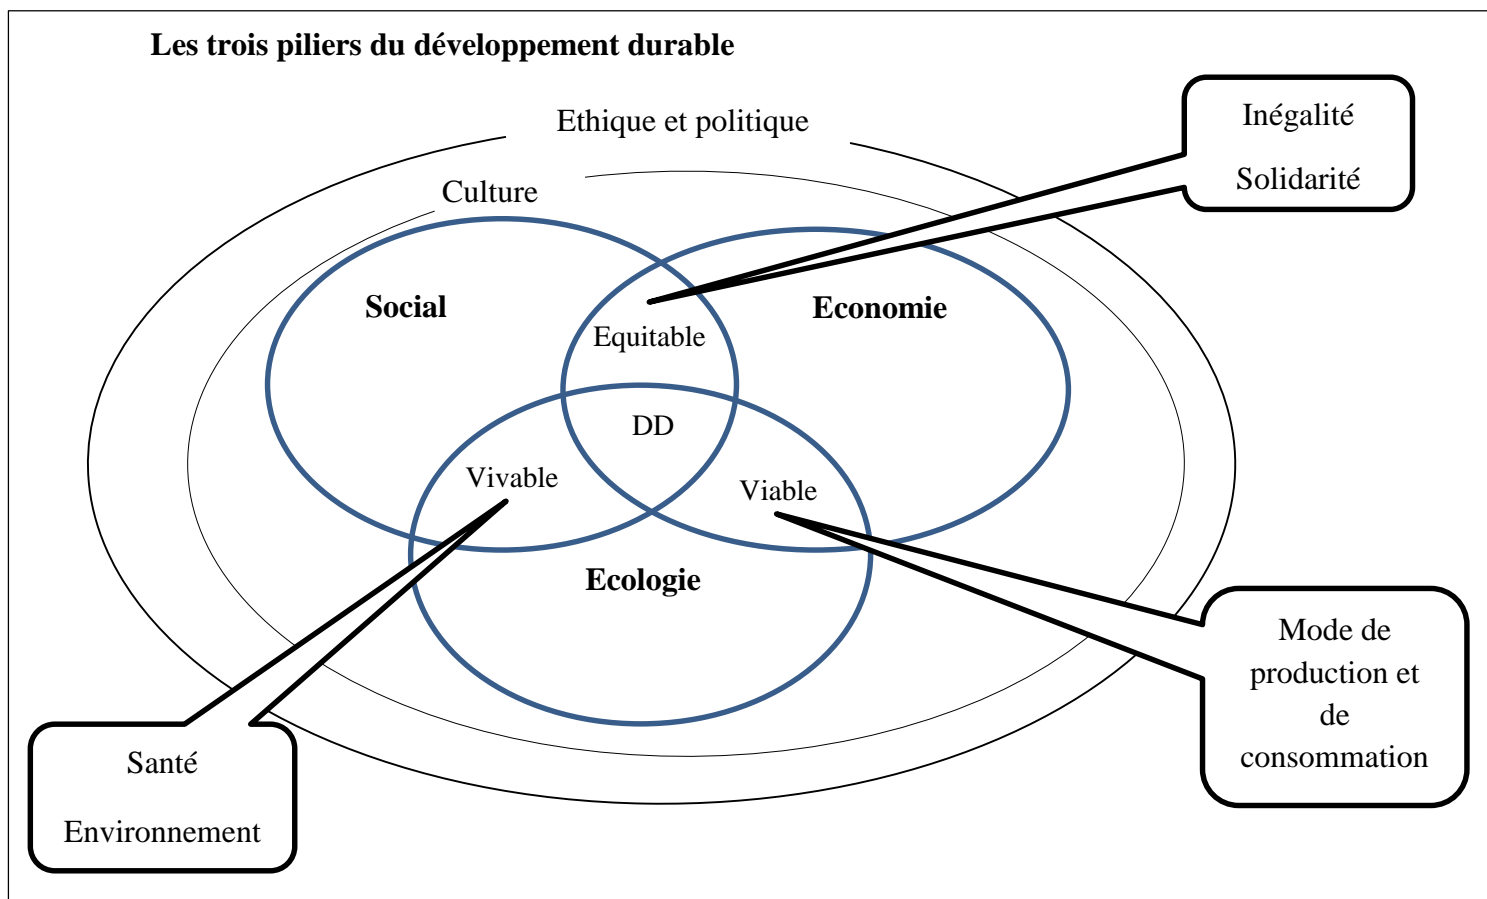 Les trois piliers du développement durable
Ethique et politique
Culture
Inégalité
Solidarité
Social
Economie
Equitable
DD
Vivable
Viable
Ecologie
Mode de
production et
de
consommation
Santé
Environnement